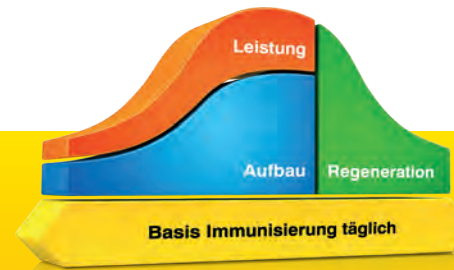 Leistung
Aufbau
Regeneration
Basis Immunisierung täglich